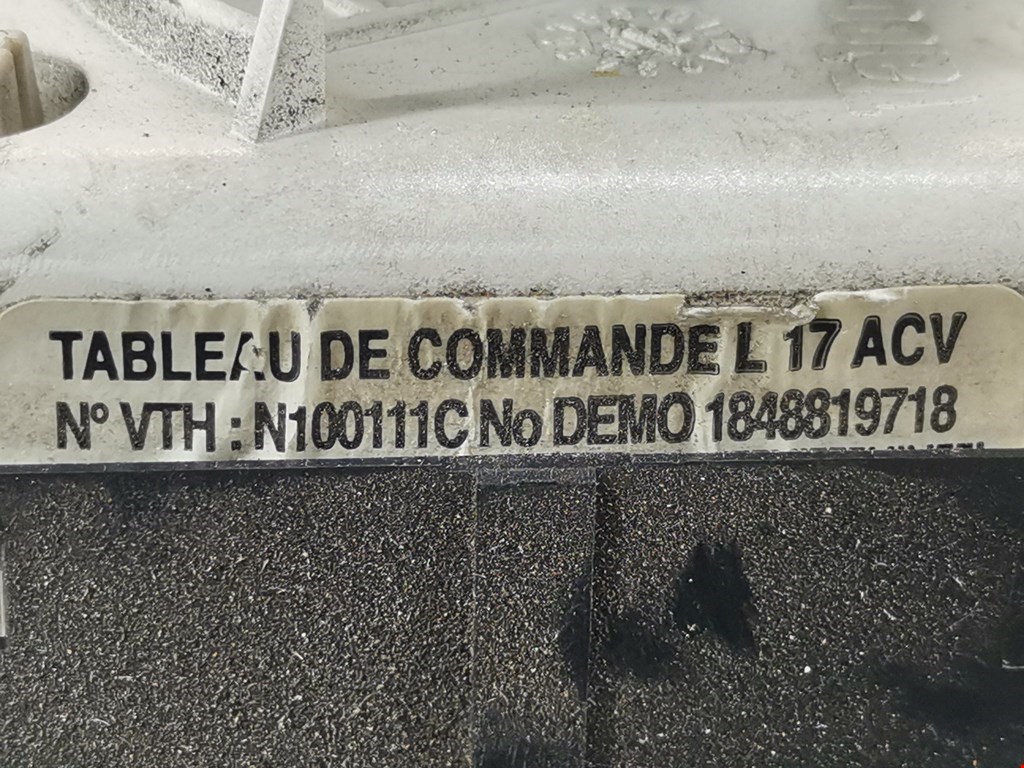 TABLEAU DE COMMANDE L 17 ACV
N° VTH : N100111C No DEMO 1848819718